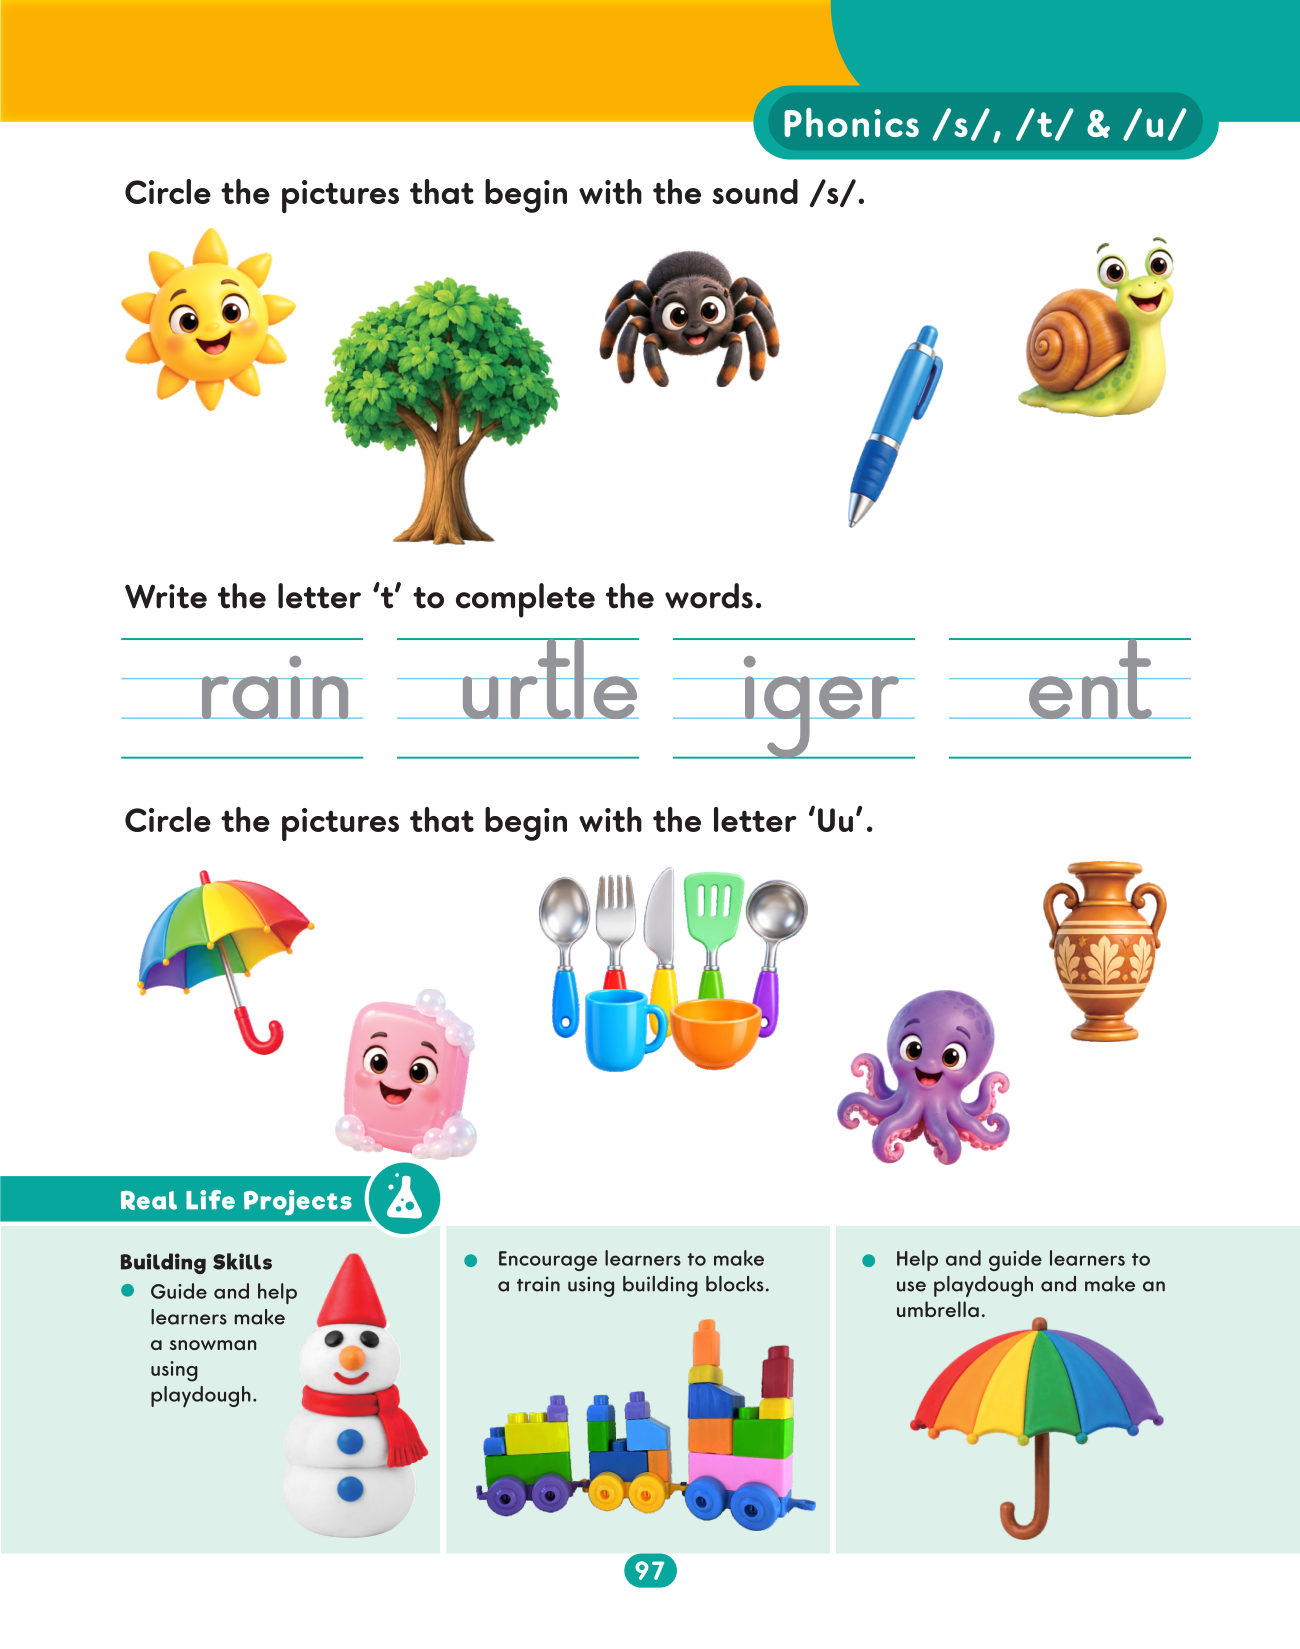 Phonics /s/, /t/ & /u/
Circle the pictures that begin with the sound /s/.
Write the letter ‘t’ to complete the words.
rain urtle iger ent
Circle the pictures that begin with the letter ‘Uu’.
Real Life Projects
Building Skills
Guide and help
learners make
a snowman
using
playdough.
Encourage learners to make
a train using building blocks.
Help and guide learners to
use playdough and make an
umbrella.
97